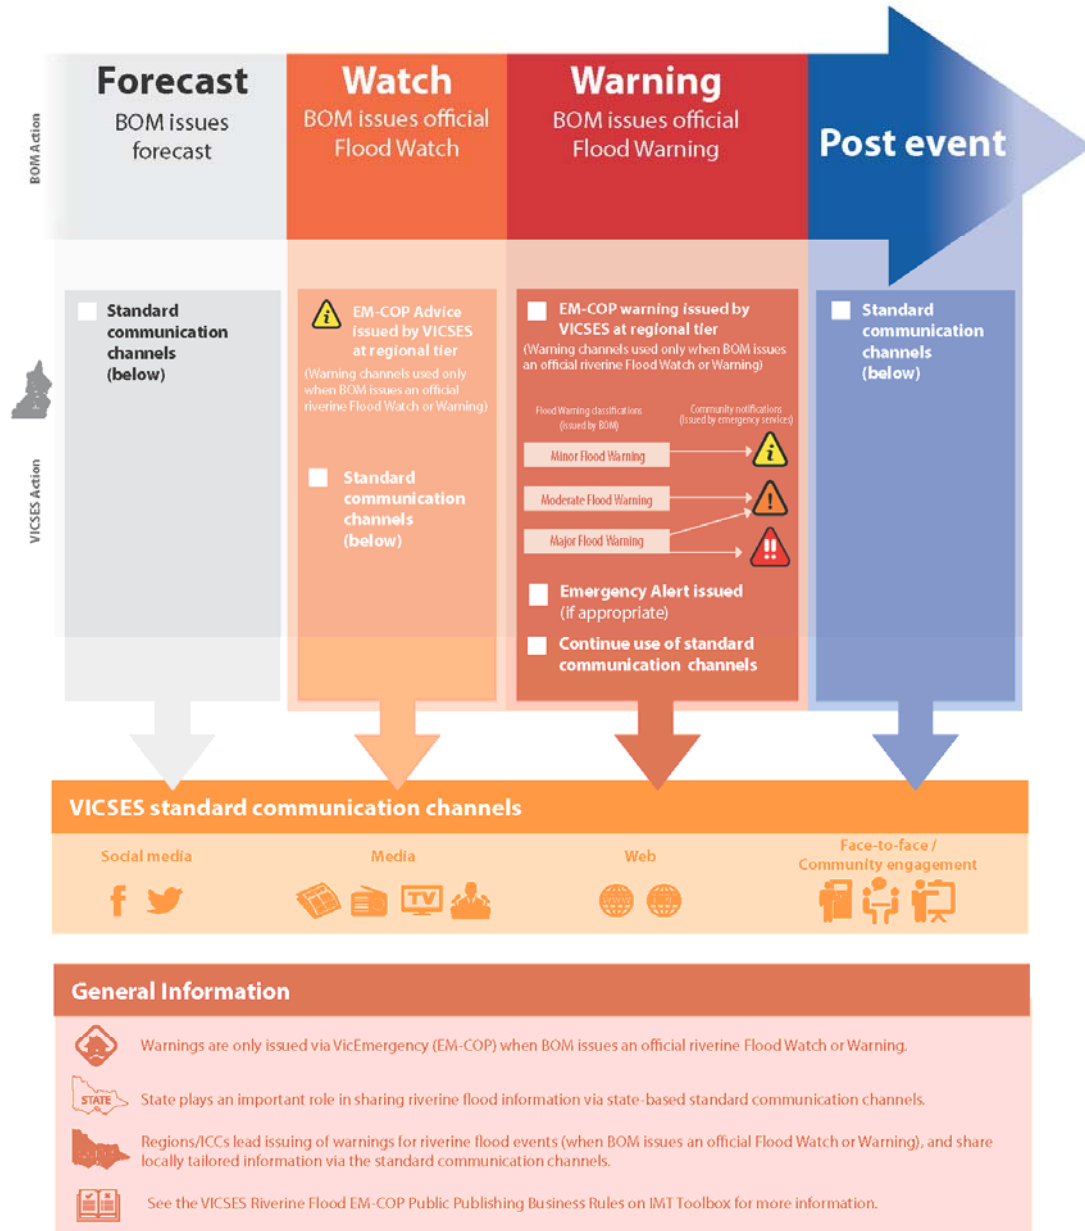 Forecast
BOM issues
forecast
Watch
BOM issues official
Flood Watch
Warning
BOM issues official
Flood Warning
Post event
BOM Action
VICSES Action
Standard
communication
channels
(below)
EM-COP Advice
issued by VICSES
at regional tier
(Warning channels used only
when BOM issues an official
riverine Flood Watch or Warning)
Standard
communication
channels
(below)
EM-COP warning issued by
VICSES at regional tier
(Warning channels used only when BOM issues
an official riverine Flood Watch or Warning)
Flood Warning classifications
(issued by BOM)
Community notifications
(issued by emergency services)
Minor Flood Warning
Moderate Flood Warning
Major Flood Warning
Emergency Alert issued
(if appropriate)
Continue use of standard
communication channels
Standard
communication
channels
(below)
VICSES standard communication channels
Social media
Media
TV
Web
WWW
Face-to-face /
Community engagement
General Information
Warnings are only issued via VicEmergency (EM-COP) when BOM issues an official riverine Flood Watch or Warning.
STATE
State plays an important role in sharing riverine flood information via state-based standard communication channels.
Regions/ICCs lead issuing of warnings for riverine flood events (when BOM issues an official Flood Watch or Warning), and share
locally tailored information via the standard communication channels.
See the VICSES Riverine Flood EM-COP Public Publishing Business Rules on IMT Toolbox for more information.